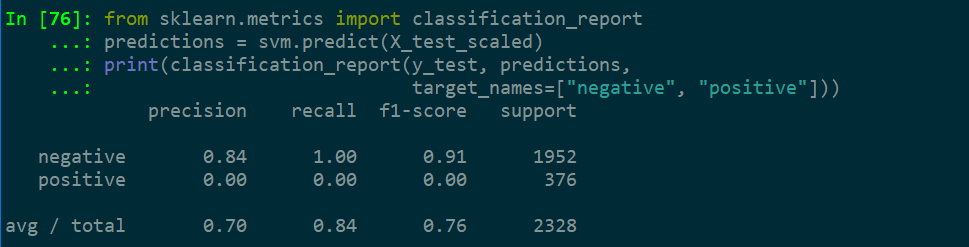 In [76]: from sklearn.metrics import classification_report
...: predictions = svm.predict(X_test_scaled)
...: print(classification_report(y_test, predictions,
...: target_names=["negative", "positive"]))
precision recall f1-score support
negative 0.84 1.00 0.91 1952
positive 0.00 0.00 0.00 376
avg / total 0.70 0.84 0.76 2328